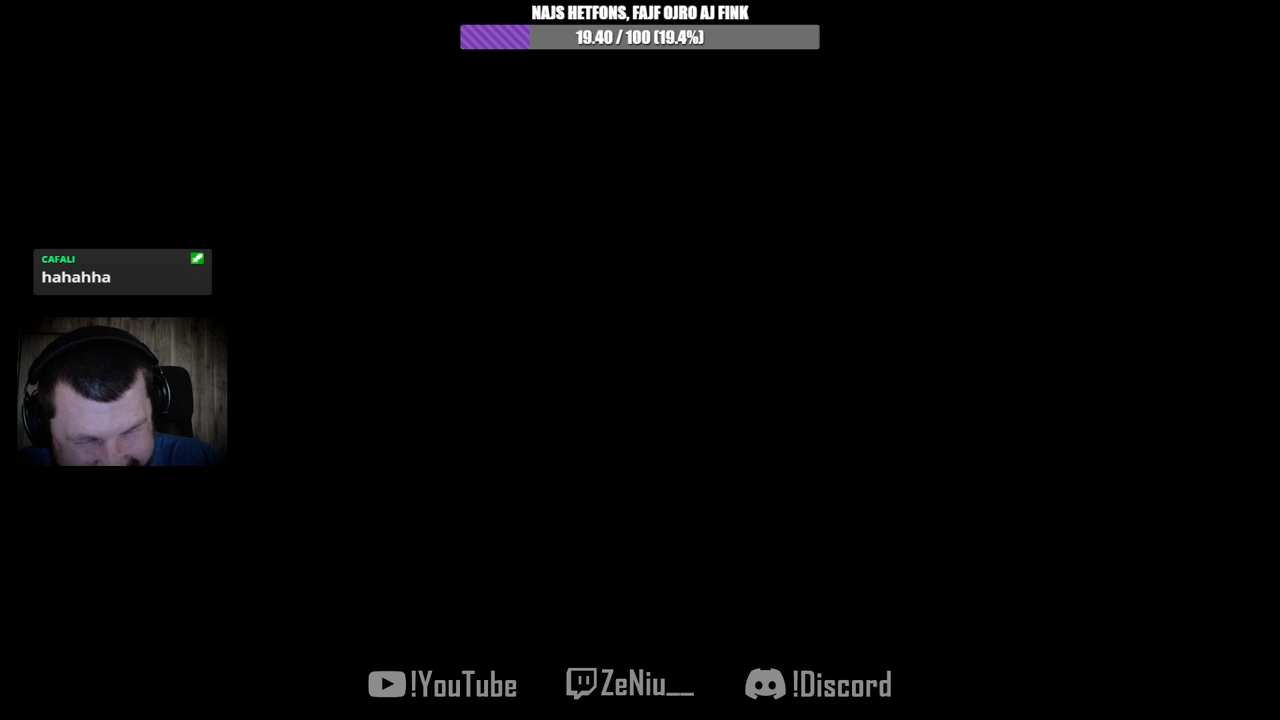 NAJS HETFONS, FAJF OJRO AJ FINK
19.40 / 100 (19.4%)
CAFALI
hahahha
!YouTube
ZeNiu__
!Discord